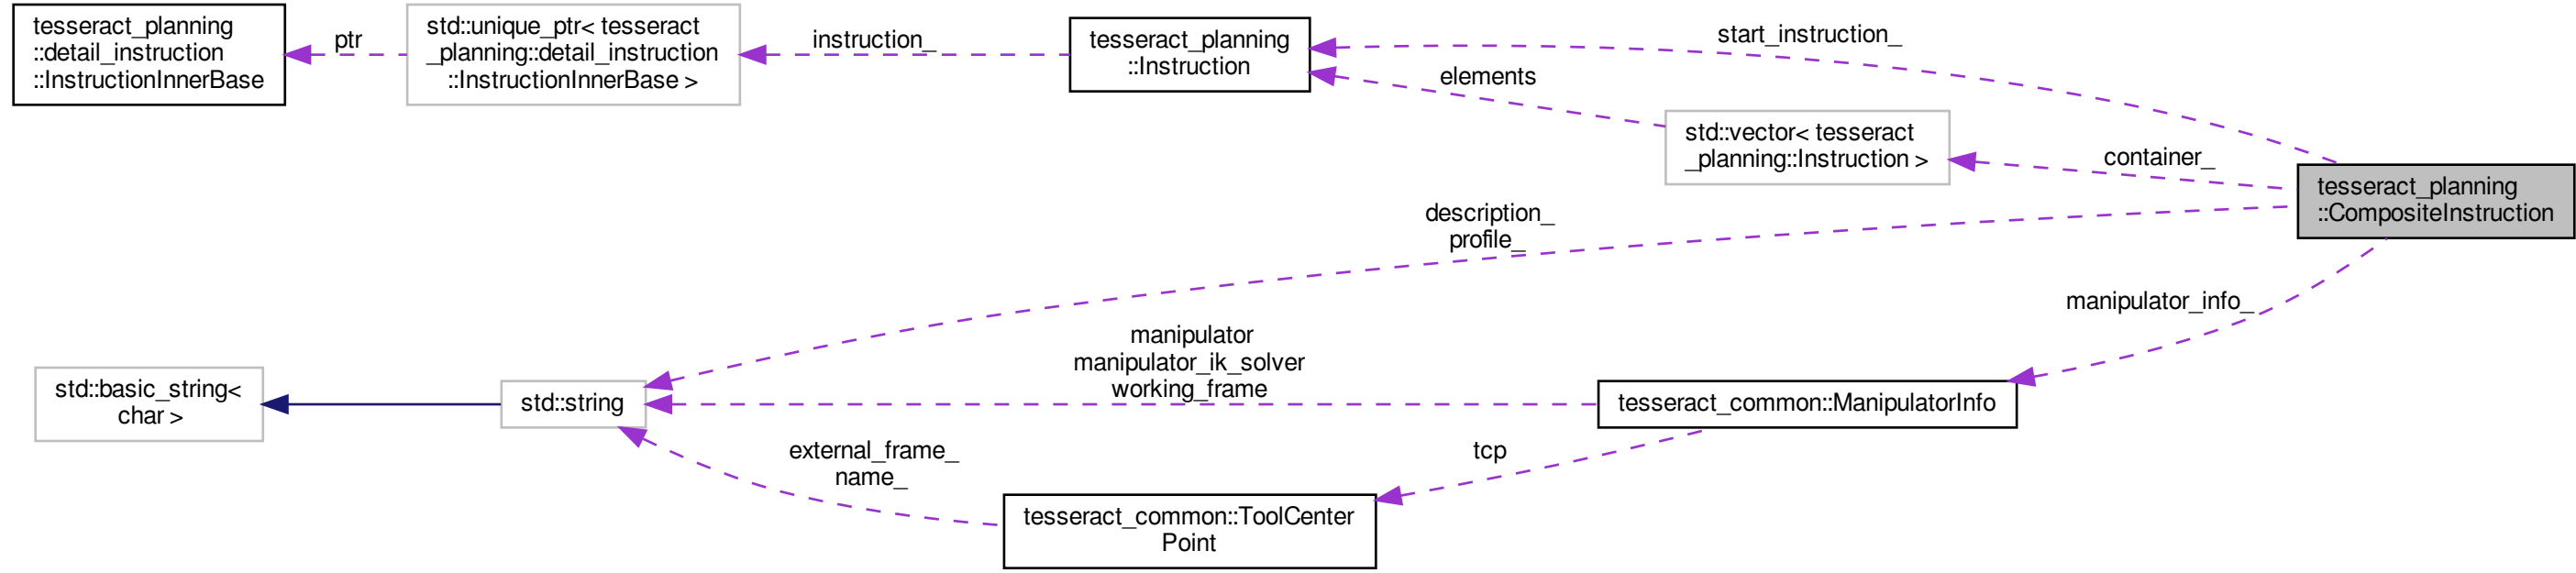 tesseract_planning
::detail_instruction
::InstructionInnerBase
ptr
std::unique_ptr< tesseract
_planning::detail_instruction
::InstructionInnerBase >
instruction_
tesseract_planning
::Instruction
start_instruction_
elements
std::vector< tesseract
_planning::Instruction >
container_
tesseract_planning
::CompositeInstruction
description_
profile_
manipulator_info_
manipulator
manipulator_ik_solver
working_frame
std::basic_string<
char >
std::string
tesseract_common::ManipulatorInfo
external_frame_
name_
tcp
tesseract_common::ToolCenter
Point